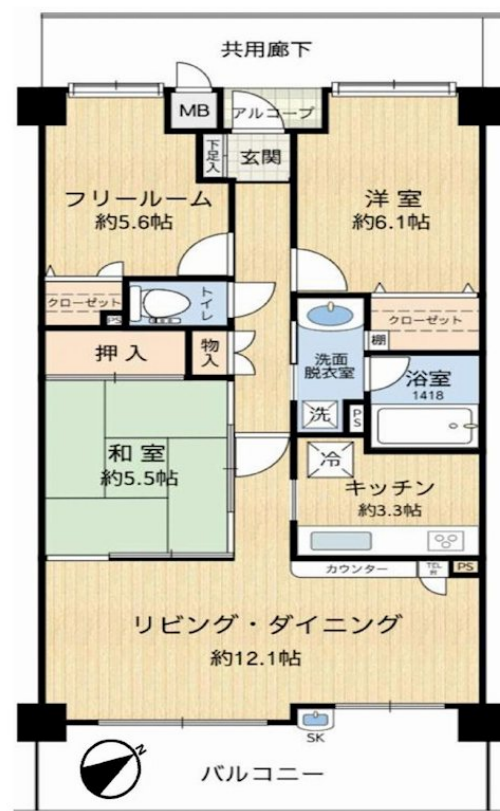 共用廊下
MB
アルコーブ
下足入
玄関
フリールーム
約5.6帖
洋室
約6.1帖
クローゼット
PS
トイレ
クローゼット
押入
物入
洗面
脱衣室
棚
浴室
1418
洗
PS
和室
約5.5帖
冷
キッチン
約3.3帖
カウンター
TEL
台
PS
リビング・ダイニング
約12.1帖
SK
N
バルコニー